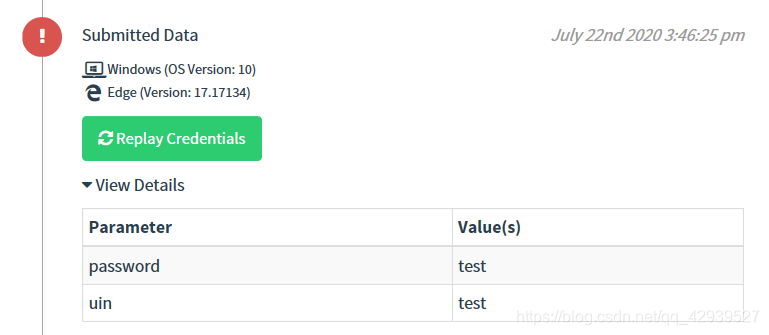 !
Submitted Data July 22nd 2020 3:46:25 pm
Windows (OS Version: 10)
Edge (Version: 17.17134)
Replay Credentials
View Details
Parameter Value(s)
password test
uin test
https://blog.csdn.net/qq_42939527